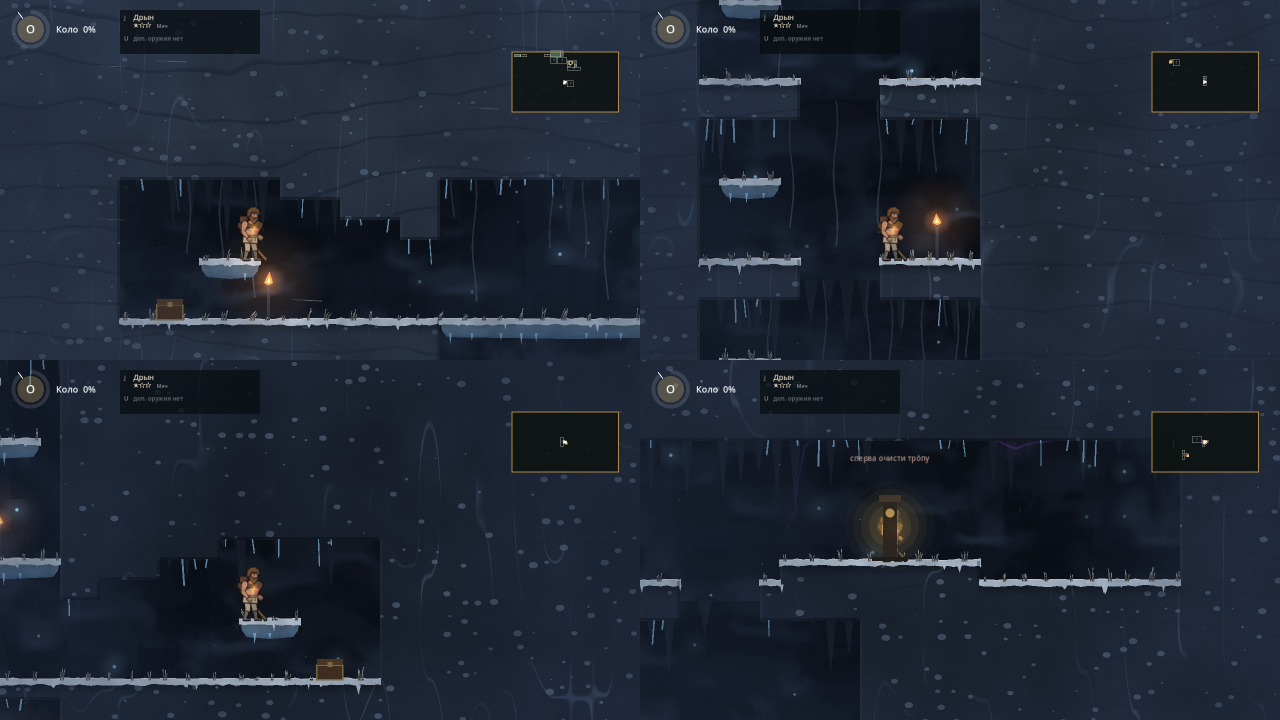 O
Коло 0%
J Дрын
Меч
U доп. оружия нет
O
Коло 0%
J Дрын
Меч
U доп. оружия нет
O
Коло 0%
J Дрын
Меч
U доп. оружия нет
O
Коло 0%
J Дрын
Меч
U доп. оружия нет
сперва очисти тропу